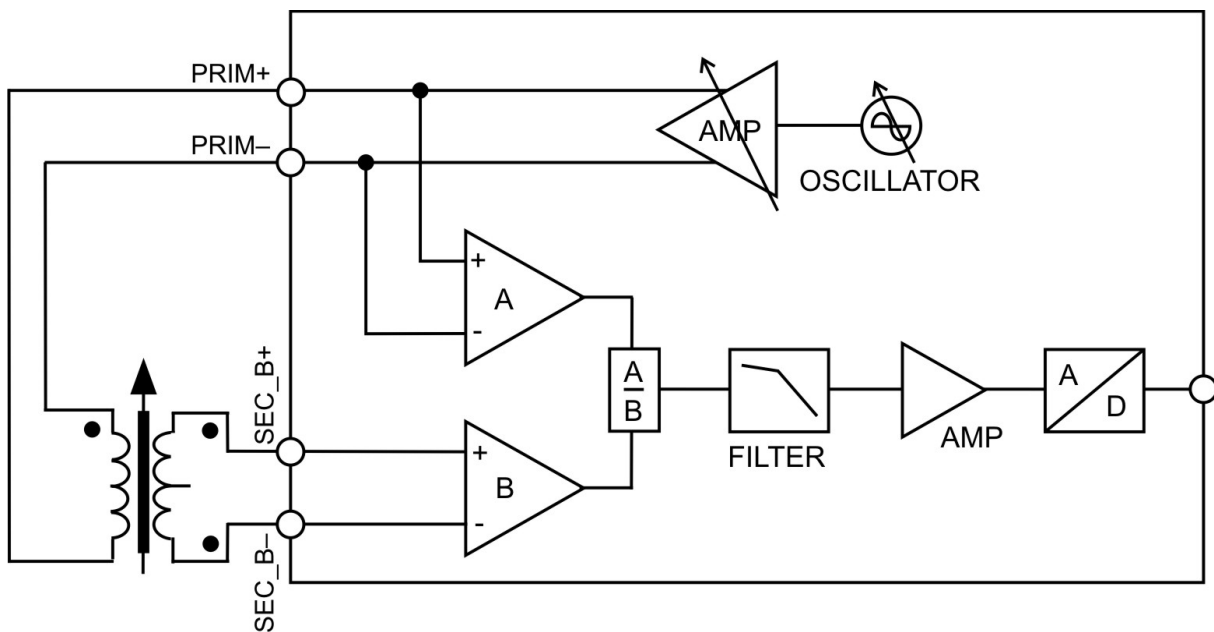 PRIM+
PRIM–
AMP
OSCILLATOR
+
A
-
SEC_B+
A
B
A
D
FILTER
AMP
+
B
-
SEC_B–